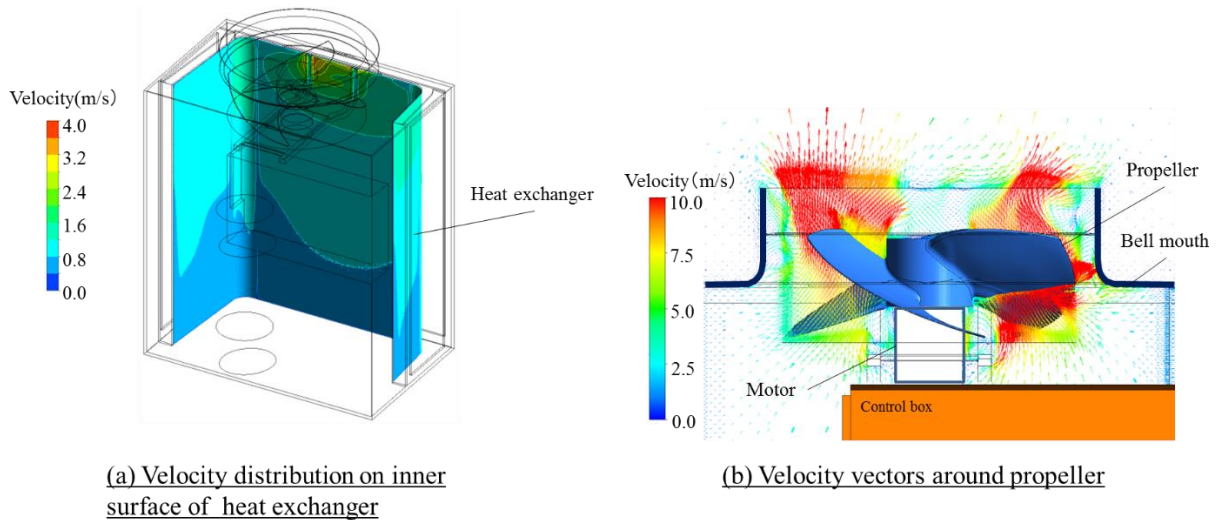 Velocity(m/s)
4.0
3.2
2.4
1.6
0.8
0.0
Heat exchanger
(a) Velocity distribution on inner
surface of heat exchanger
Velocity(m/s)
10.0
7.5
5.0
2.5
0.0
Propeller
Bell mouth
Motor
Control box
(b) Velocity vectors around propeller